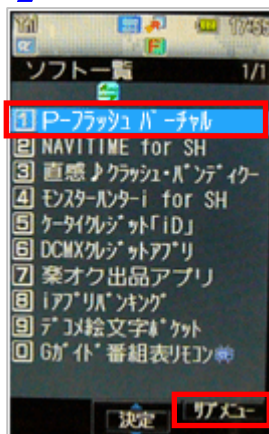 17:55
ソフト一覧 1/1
1 P-フラッシュ バーチャル
2 NAVITIME for SH
3 直感♪クラッシュ・バンディクー
4 モンスターハンターi for SH
5 ケータイクレジット「iD」
6 DCMXクレジットアプリ
7 楽オク出品アプリ
8 iアプリバンキング
9 デコメ絵文字ポケット
0 Gガイド番組表リモコン
決定 サブメニュー